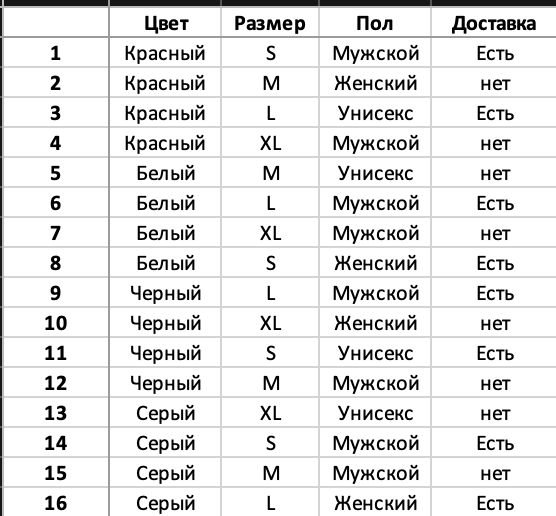 Цвет Размер Пол Доставка
1 Красный S Мужской Есть
2 Красный M Женский нет
3 Красный L Унисекс Есть
4 Красный XL Мужской нет
5 Белый M Унисекс нет
6 Белый L Мужской Есть
7 Белый XL Мужской нет
8 Белый S Женский Есть
9 Черный L Мужской Есть
10 Черный XL Женский нет
11 Черный S Унисекс Есть
12 Черный M Мужской нет
13 Серый XL Унисекс нет
14 Серый S Мужской Есть
15 Серый M Мужской нет
16 Серый L Женский Есть